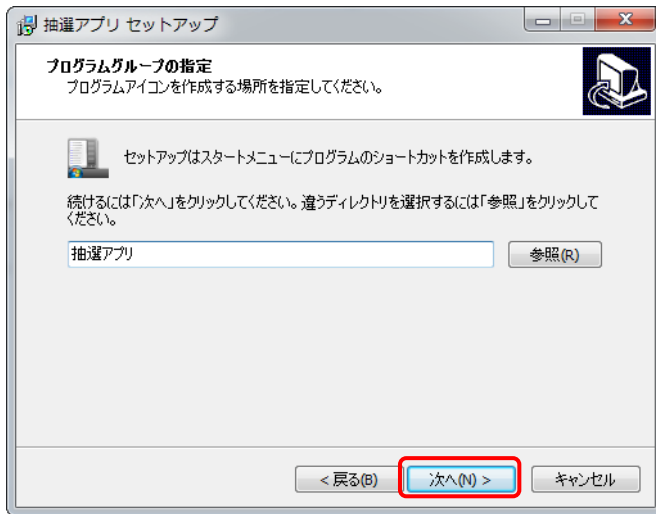 抽選アプリ セットアップ
プログラムグループの指定
プログラムアイコンを作成する場所を指定してください。
セットアップはスタートメニューにプログラムのショートカットを作成します。
続けるには「次へ」をクリックしてください。違うディレクトリを選択するには「参照」をクリックして
ください。
抽選アプリ
参照(R)
< 戻る(B)
次へ(N) >
キャンセル